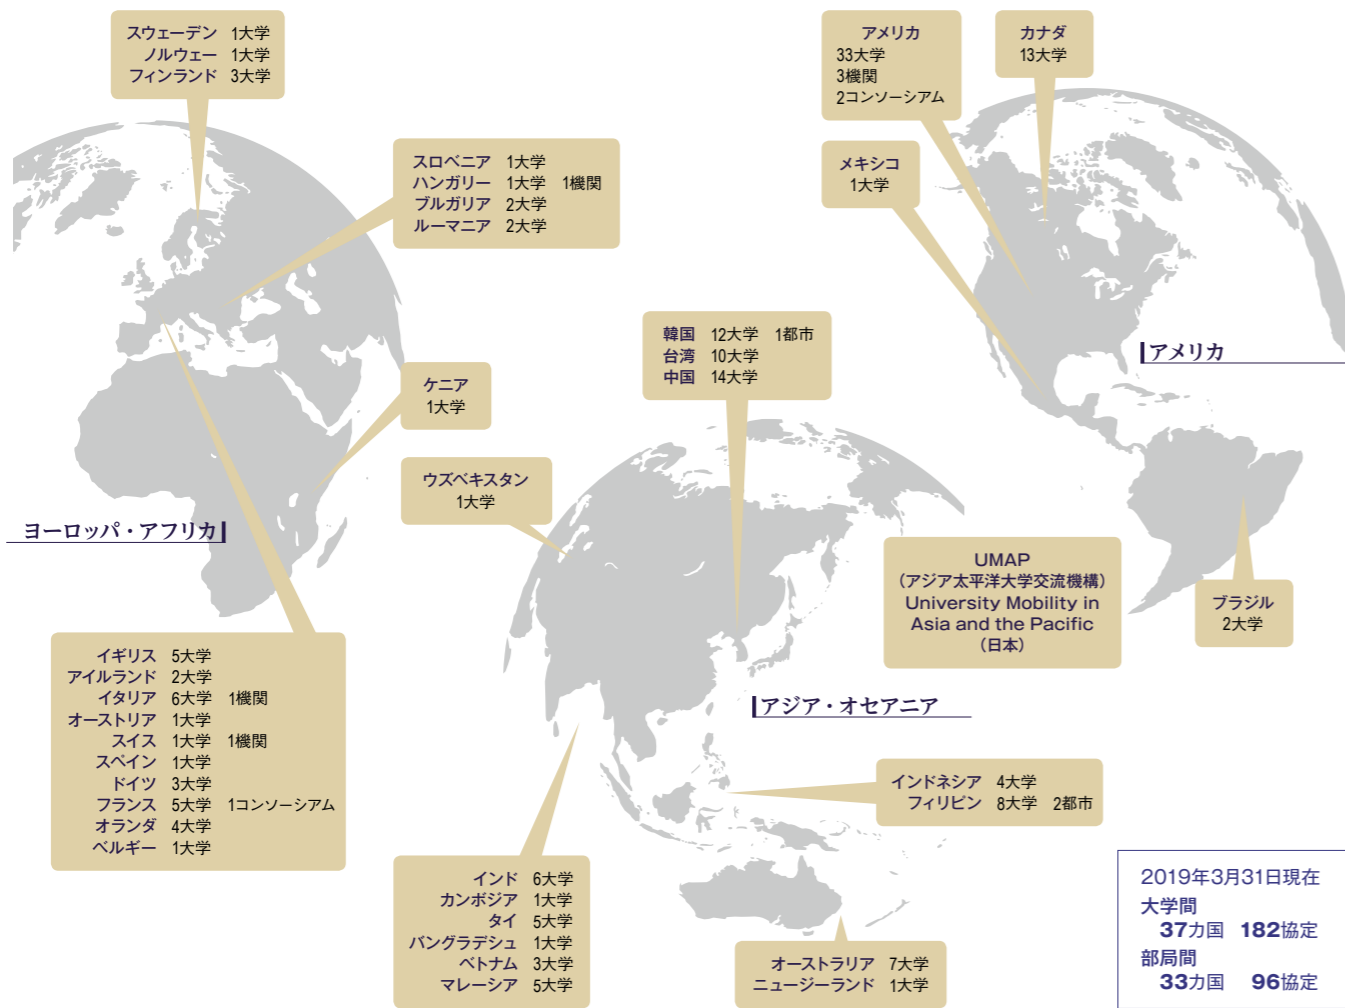 スウェーデン 1大学
ノルウェー 1大学
フィンランド 3大学
スロベニア 1大学
ハンガリー 1大学 1機関
ブルガリア 2大学
ルーマニア 2大学
ケニア
1大学
ヨーロッパ・アフリカ
イギリス 5大学
アイルランド 2大学
イタリア 6大学 1機関
オーストリア 1大学
スイス 1大学 1機関
スペイン 1大学
ドイツ 3大学
フランス 5大学 1コンソーシアム
オランダ 4大学
ベルギー 1大学
韓国 12大学 1都市
台湾 10大学
中国 14大学
ウズベキスタン
1大学
UMAP
(アジア太平洋大学交流機構)
University Mobility in
Asia and the Pacific
(日本)
アジア・オセアニア
インドネシア 4大学
フィリピン 8大学 2都市
インド 6大学
カンボジア 1大学
タイ 5大学
バングラデシュ 1大学
ベトナム 3大学
マレーシア 5大学
オーストラリア 7大学
ニュージーランド 1大学
アメリカ
33大学
3機関
2コンソーシアム
カナダ
13大学
メキシコ
1大学
アメリカ
ブラジル
2大学
2019年3月31日現在
大学間
37カ国 182協定
部局間
33カ国 96協定